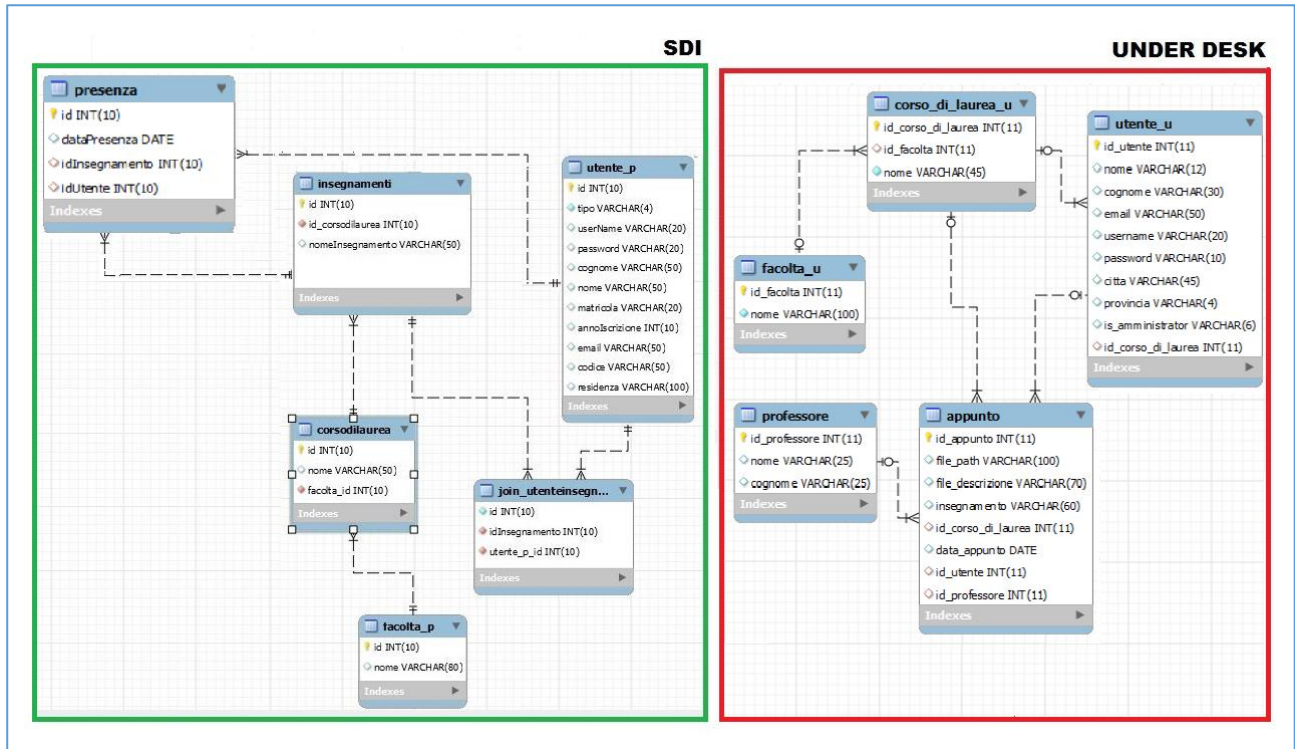 SDI
presenza
id INT(10)
dataPresenza DATE
idInsegnamento INT(10)
idUtente INT(10)
Indexes
insegnamenti
id INT(10)
id_corsodilaurea INT(10)
nomeInsegnamento VARCHAR(50)
Indexes
utente_p
id INT(10)
tipo VARCHAR(4)
userName VARCHAR(20)
password VARCHAR(20)
cognome VARCHAR(50)
nome VARCHAR(50)
matricola VARCHAR(20)
annoIscrizione INT(10)
email VARCHAR(50)
codice VARCHAR(50)
residenza VARCHAR(100)
Indexes
corsodilaurea
id INT(10)
nome VARCHAR(50)
facolta_id INT(10)
Indexes
join_utenteinsegn...
id INT(10)
idInsegnamento INT(10)
utente_p_id INT(10)
Indexes
facolta_p
id INT(10)
nome VARCHAR(80)
Indexes
UNDER DESK
corso_di_laurea_u
id_corso_di_laurea INT(11)
id_facolta INT(11)
nome VARCHAR(45)
Indexes
utente_u
id_utente INT(11)
nome VARCHAR(12)
cognome VARCHAR(30)
email VARCHAR(50)
username VARCHAR(20)
password VARCHAR(10)
citta VARCHAR(45)
provincia VARCHAR(4)
is_amministrator VARCHAR(6)
id_corso_di_laurea INT(11)
Indexes
facolta_u
id_facolta INT(11)
nome VARCHAR(100)
Indexes
professore
id_professore INT(11)
nome VARCHAR(25)
cognome VARCHAR(25)
Indexes
appunto
id_appunto INT(11)
file_path VARCHAR(100)
file_descrizione VARCHAR(70)
insegnamento VARCHAR(60)
id_corso_di_laurea INT(11)
data_appunto DATE
id_utente INT(11)
id_professore INT(11)
Indexes